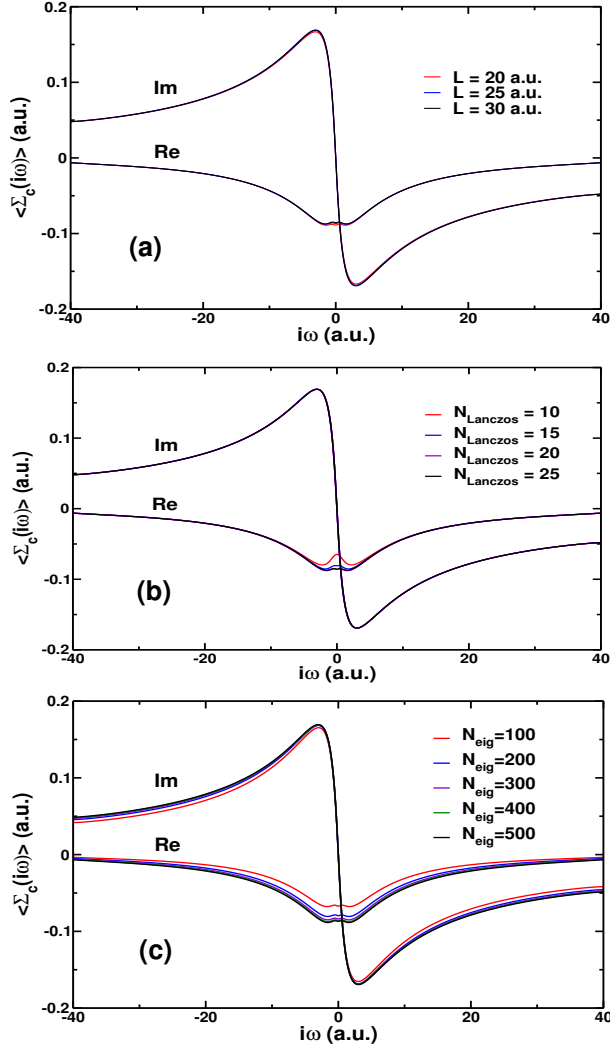 0.2
0.1
0
-0.1
-0.2
<Σc(iω)> (a.u.)
Im
Re
L = 20 a.u.
L = 25 a.u.
L = 30 a.u.
(a)
-40 -20 0 20 40
iω (a.u.)
0.2
0.1
0
-0.1
-0.2
<Σc(iω)> (a.u.)
Im
Re
NLanczos = 10
NLanczos = 15
NLanczos = 20
NLanczos = 25
(b)
-40 -20 0 20 40
iω (a.u.)
0.2
0.1
0
-0.1
-0.2
<Σc(iω)> (a.u.)
Im
Re
Neig=100
Neig=200
Neig=300
Neig=400
Neig=500
(c)
-40 -20 0 20 40
iω (a.u.)